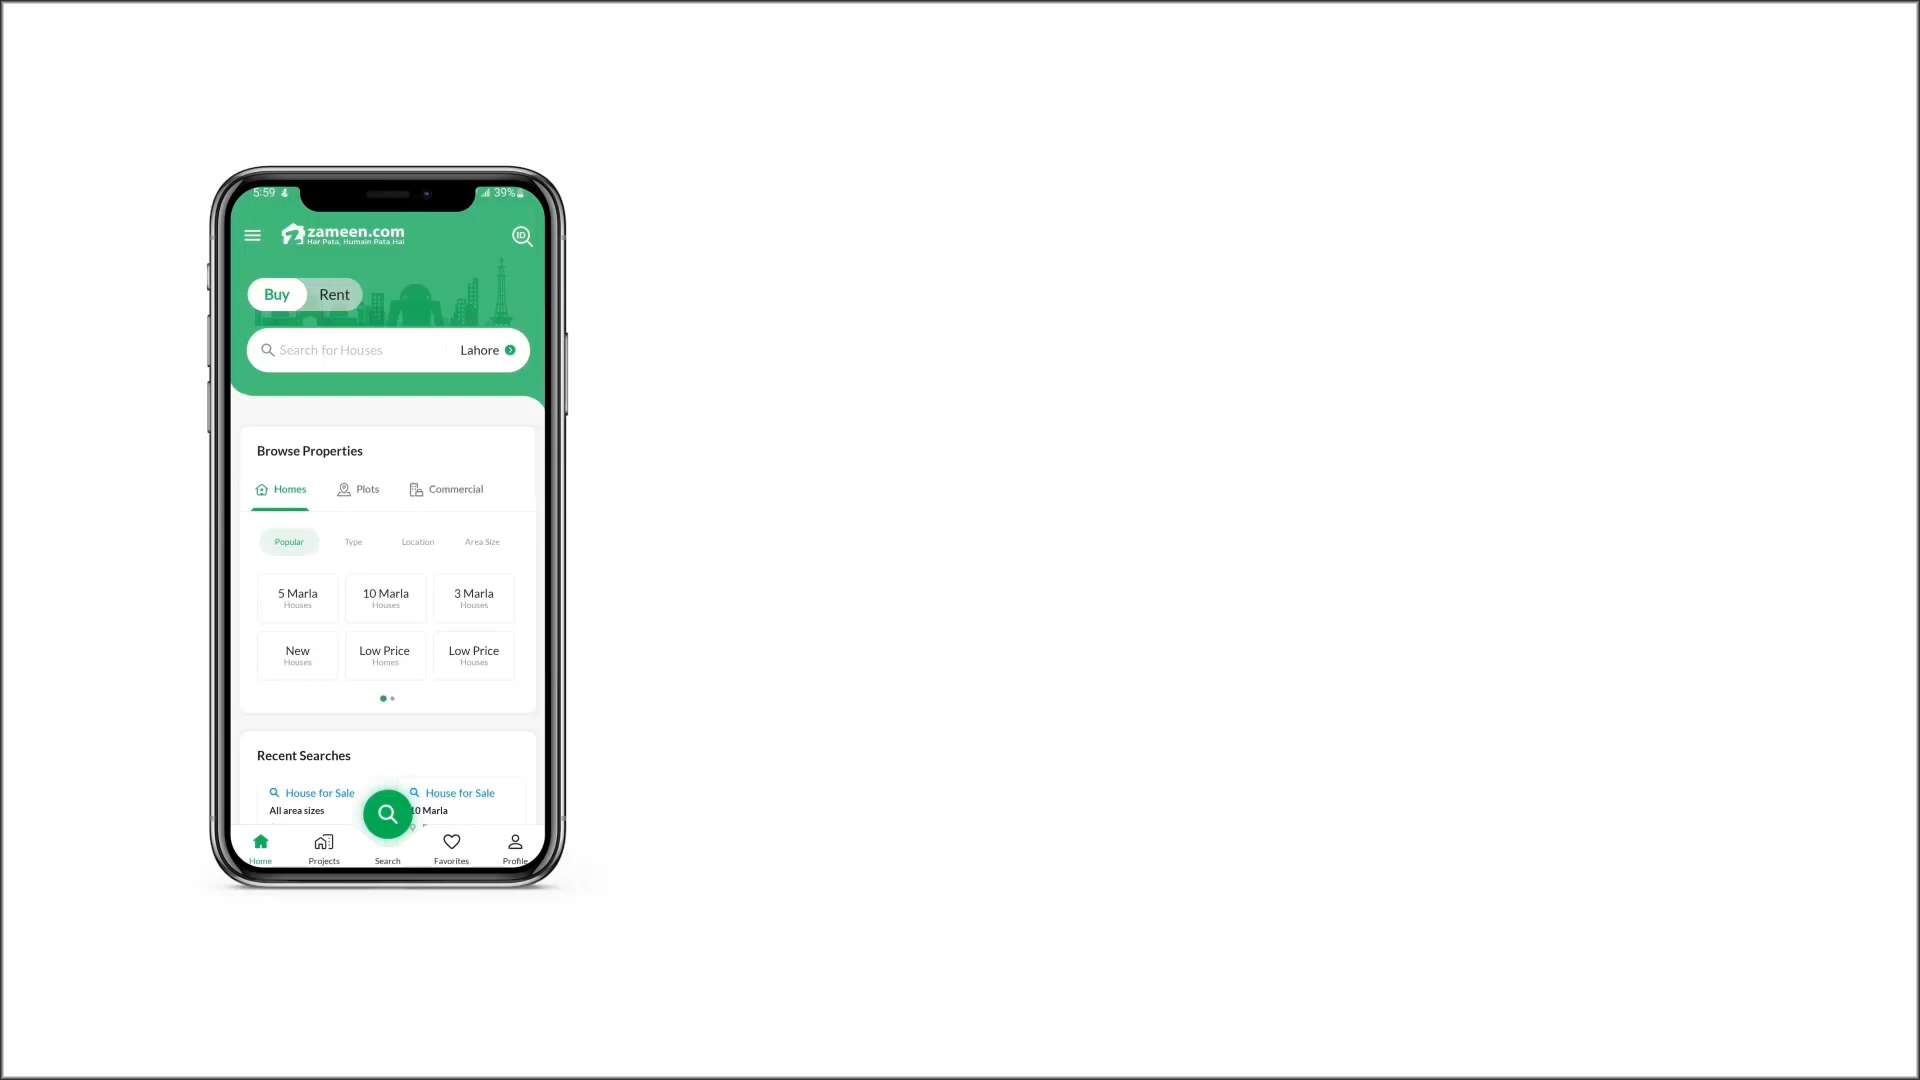 5:59
39%
zameen.com
Har Pata, Humain Pata Hai
ID
Buy Rent
Search for Houses Lahore
Browse Properties
Homes Plots Commercial
Popular Type Location Area Size
5 Marla 10 Marla 3 Marla
Houses Houses Houses
New Low Price Low Price
Houses Homes Houses
Recent Searches
House for Sale House for Sale
All area sizes 10 Marla
Home Projects Search Favorites Profile